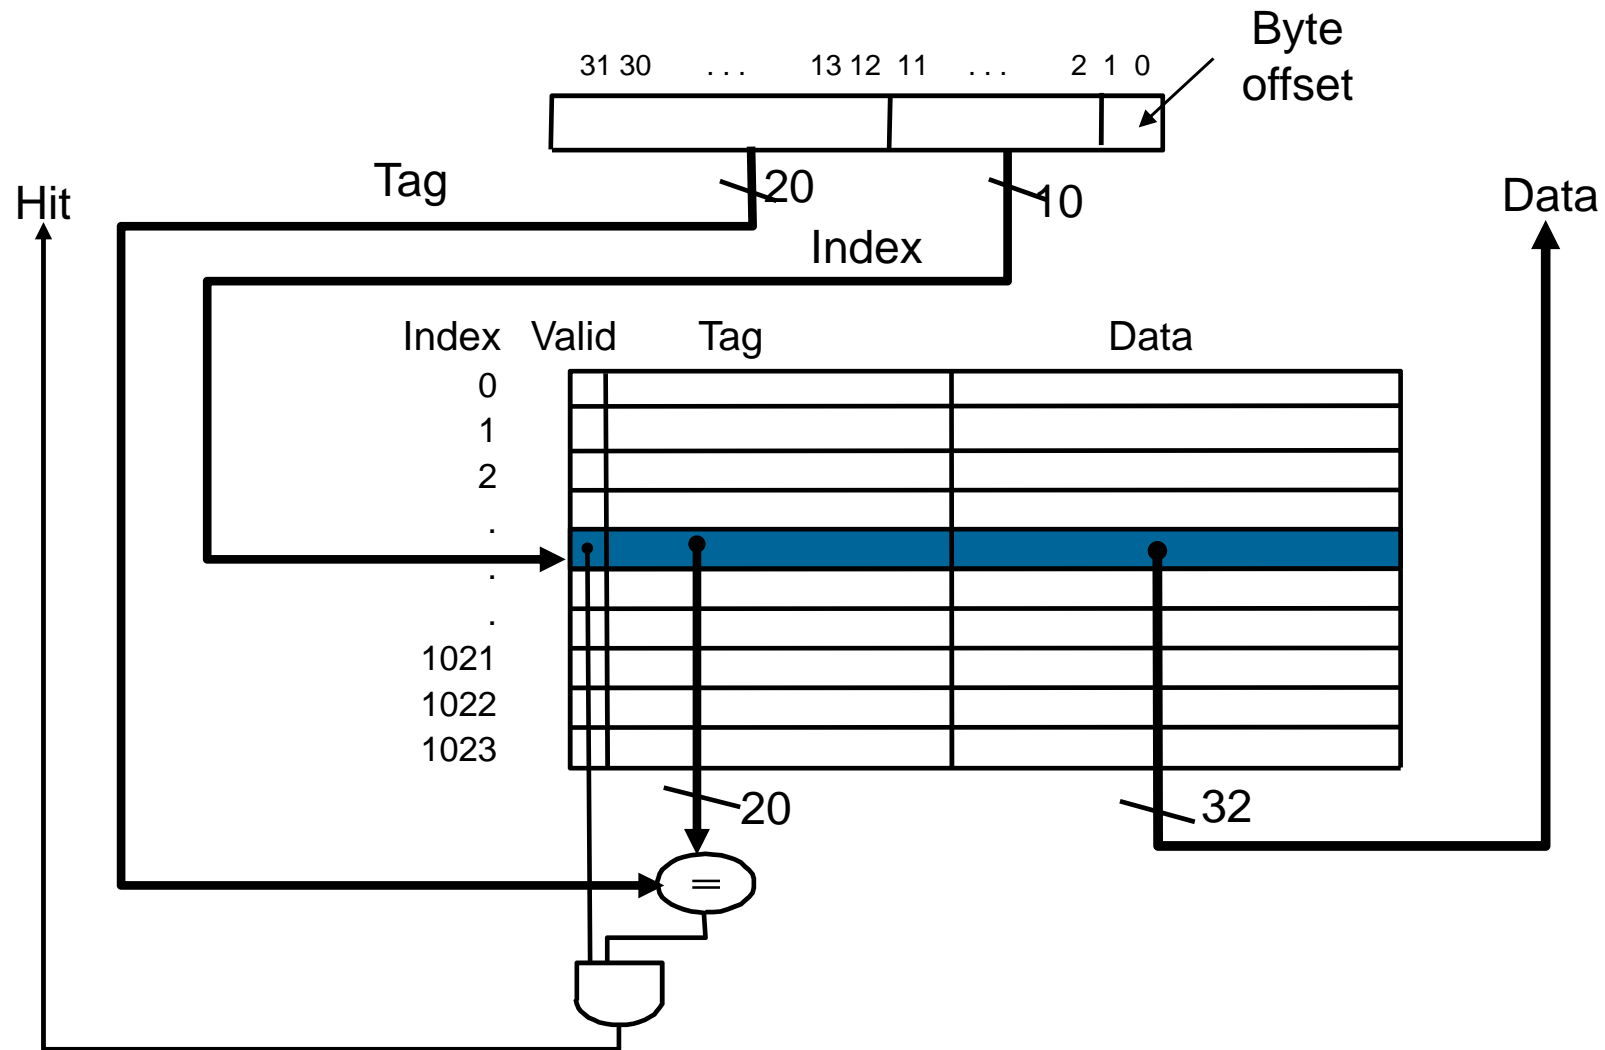 Byte
offset
31 30 . . . 13 12 11 . . . 2 1 0
Tag
20
10
Hit
Data
Index
Index Valid Tag Data
0
1
2
.
.
.
1021
1022
1023
20
32
=